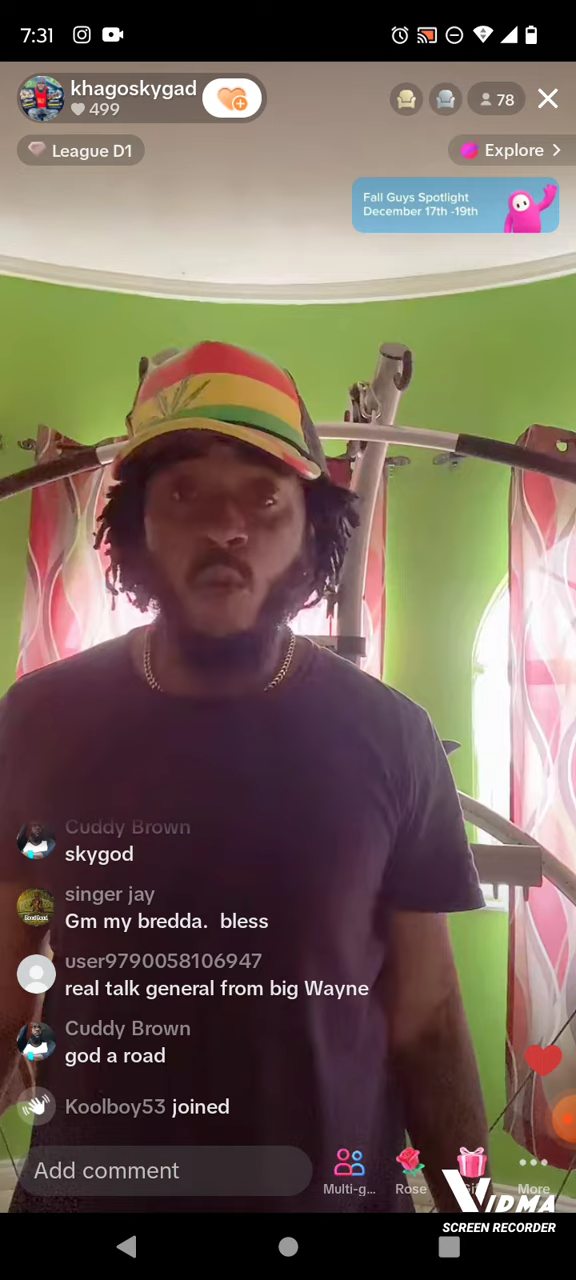 7:31
khagoskygad
499
78
League D1
Explore
Fall Guys Spotlight
December 17th -19th
Cuddy Brown
skygod
singer jay
Gm my bredda. bless
user9790058106947
real talk general from big Wayne
Cuddy Brown
god a road
Koolboy53 joined
Add comment
Multi-g...
Rose
More
VIDMA
SCREEN RECORDER